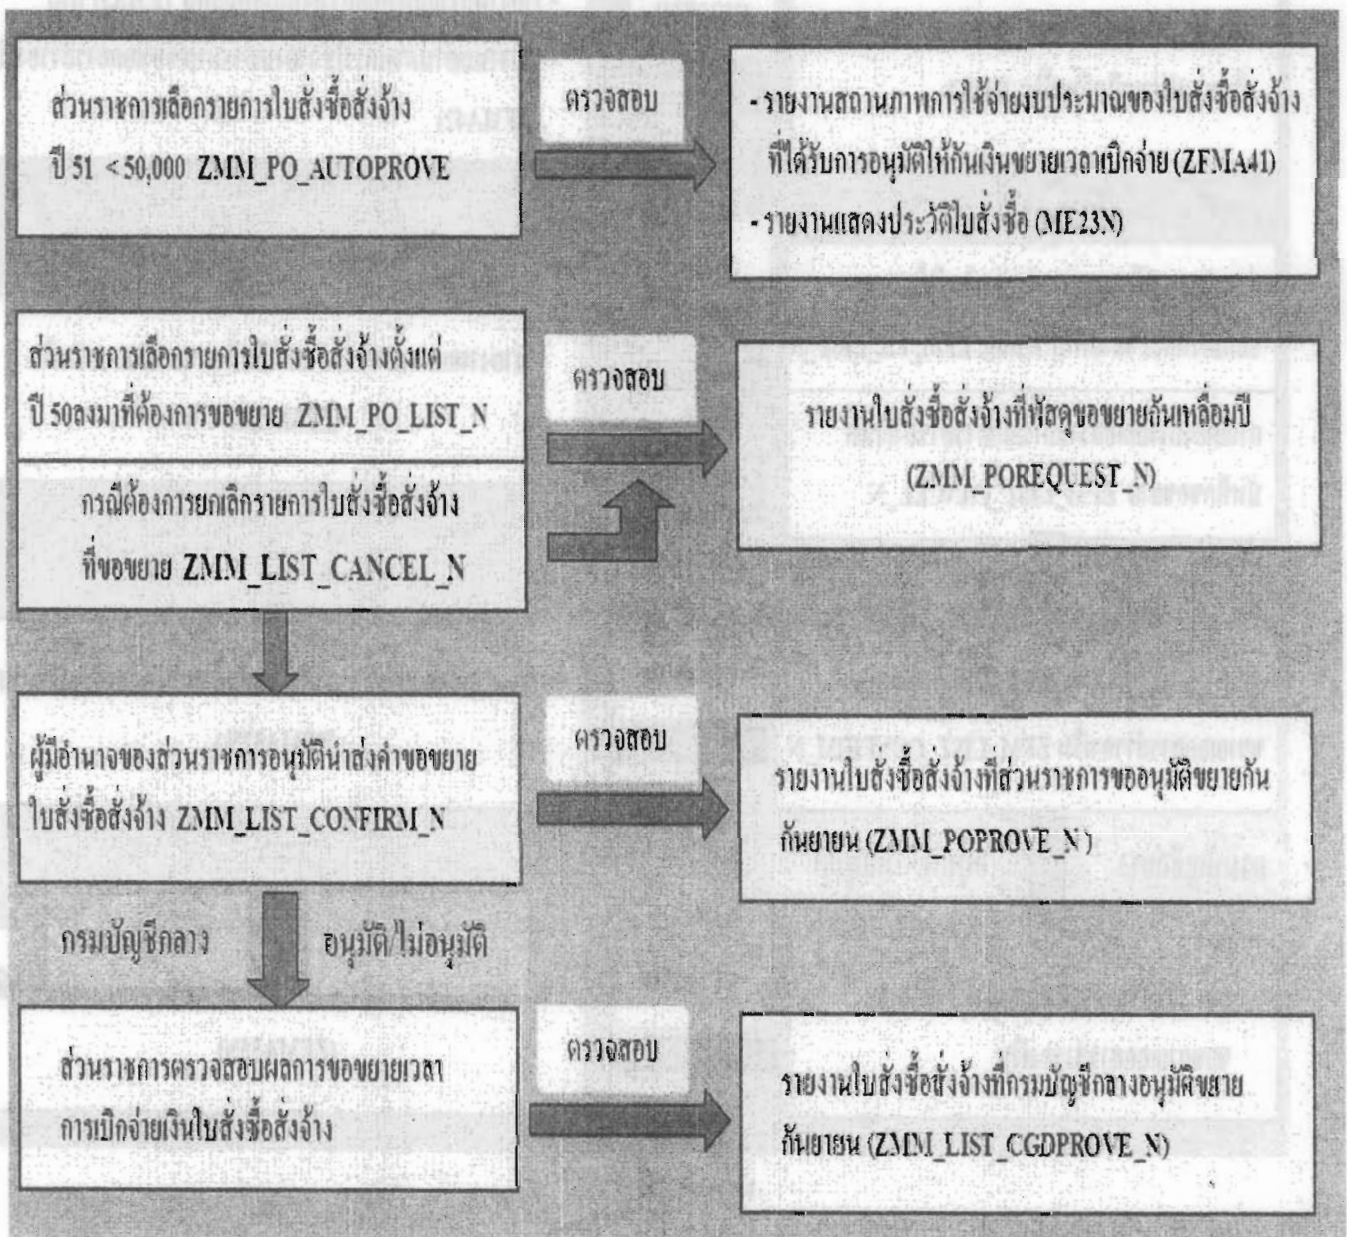 ส่วนราชการเลือกรายการใบสั่งซื้อสั่งจ้าง
ปี 51 < 50,000 ZMM_PO_AUTOPROVE
ตรวจสอบ
- รายงานสถานภาพการใช้จ่ายงบประมาณของใบสั่งซื้อสั่งจ้าง
ที่ได้รับการอนุมัติให้กันเงินขยายเวลาเบิกจ่าย (ZFMA41)
- รายงานแสดงประวัติใบสั่งซื้อ (ME23N)
ส่วนราชการเลือกรายการใบสั่งซื้อสั่งจ้างตั้งแต่
ปี 50ลงมาที่ต้องการขอขยาย ZMM_PO_LIST_N
กรณีต้องการยกเลิกรายการใบสั่งซื้อสั่งจ้าง
ที่ขอขยาย ZMM_LIST_CANCEL_N
ตรวจสอบ
รายงานใบสั่งซื้อสั่งจ้างที่พัสดุขอขยายกันเหลื่อมปี
(ZMM_POREQUEST_N)
ผู้มีอำนาจของส่วนราชการอนุมัตินำส่งคำขอขยาย
ใบสั่งซื้อสั่งจ้าง ZMM_LIST_CONFIRM_N
ตรวจสอบ
รายงานใบสั่งซื้อสั่งจ้างที่ส่วนราชการขออนุมัติขยายกัน
กันยายน (ZMM_POPROVE_N )
กรมบัญชีกลาง อนุมัติ/ไม่อนุมัติ
ส่วนราชการตรวจสอบผลการขอขยายเวลา
การเบิกจ่ายเงินใบสั่งซื้อสั่งจ้าง
ตรวจสอบ
รายงานใบสั่งซื้อสั่งจ้างที่กรมบัญชีกลางอนุมัติขยาย
กันยายน (ZMM_LIST_CGDPROVE_N)